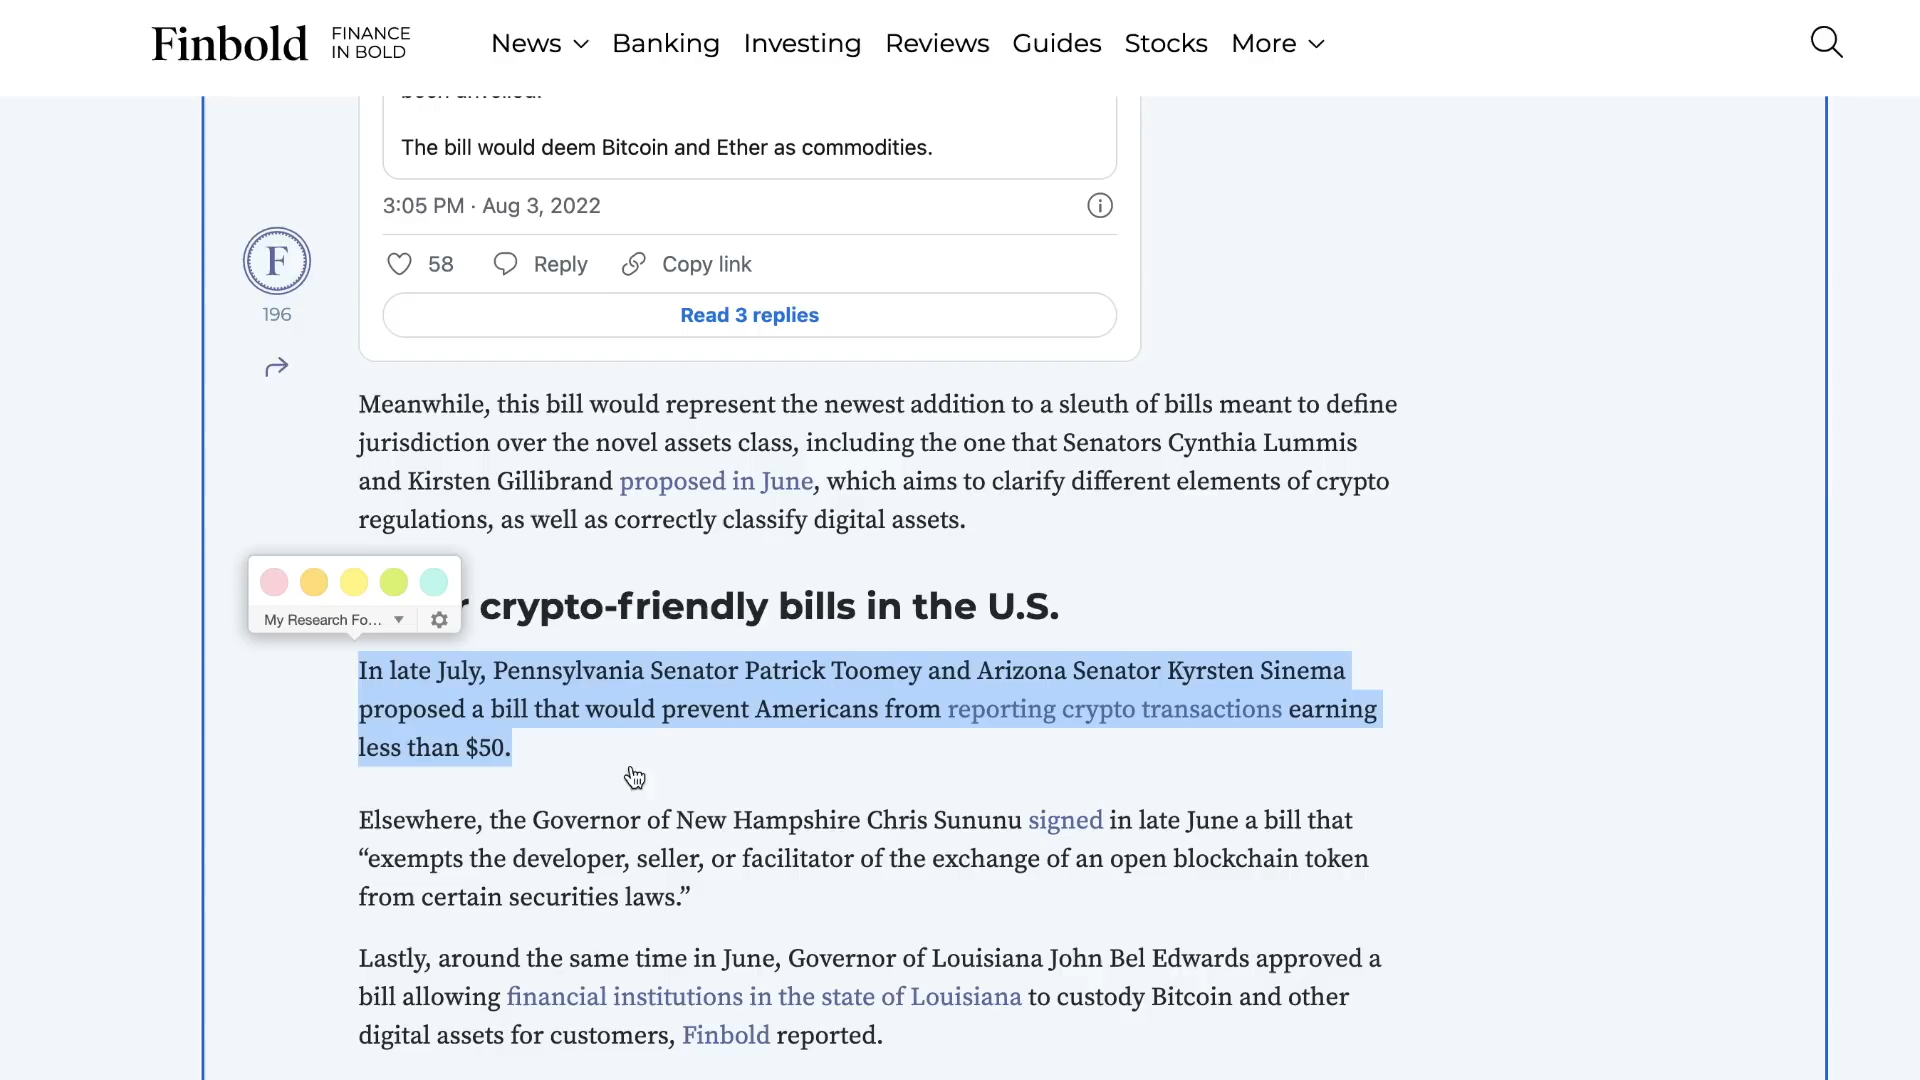 Finbold
FINANCE
IN BOLD
News
Banking
Investing
Reviews
Guides
Stocks
More
The bill would deem Bitcoin and Ether as commodities.
3:05 PM · Aug 3, 2022
58
Reply
Copy link
Read 3 replies
F
196
Meanwhile, this bill would represent the newest addition to a sleuth of bills meant to define
jurisdiction over the novel assets class, including the one that Senators Cynthia Lummis
and Kirsten Gillibrand proposed in June, which aims to clarify different elements of crypto
regulations, as well as correctly classify digital assets.
My Research Fo...
crypto-friendly bills in the U.S.
In late July, Pennsylvania Senator Patrick Toomey and Arizona Senator Kyrsten Sinema
proposed a bill that would prevent Americans from reporting crypto transactions earning
less than $50.
Elsewhere, the Governor of New Hampshire Chris Sununu signed in late June a bill that
“exempts the developer, seller, or facilitator of the exchange of an open blockchain token
from certain securities laws.”
Lastly, around the same time in June, Governor of Louisiana John Bel Edwards approved a
bill allowing financial institutions in the state of Louisiana to custody Bitcoin and other
digital assets for customers, Finbold reported.